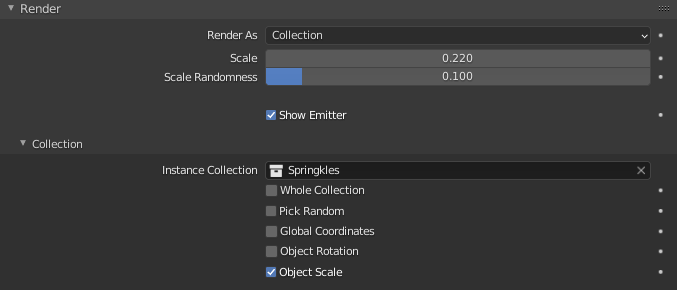 Render
Render As Collection
Scale 0.220
Scale Randomness 0.100
Show Emitter
Collection
Instance Collection Springkles
Whole Collection
Pick Random
Global Coordinates
Object Rotation
Object Scale